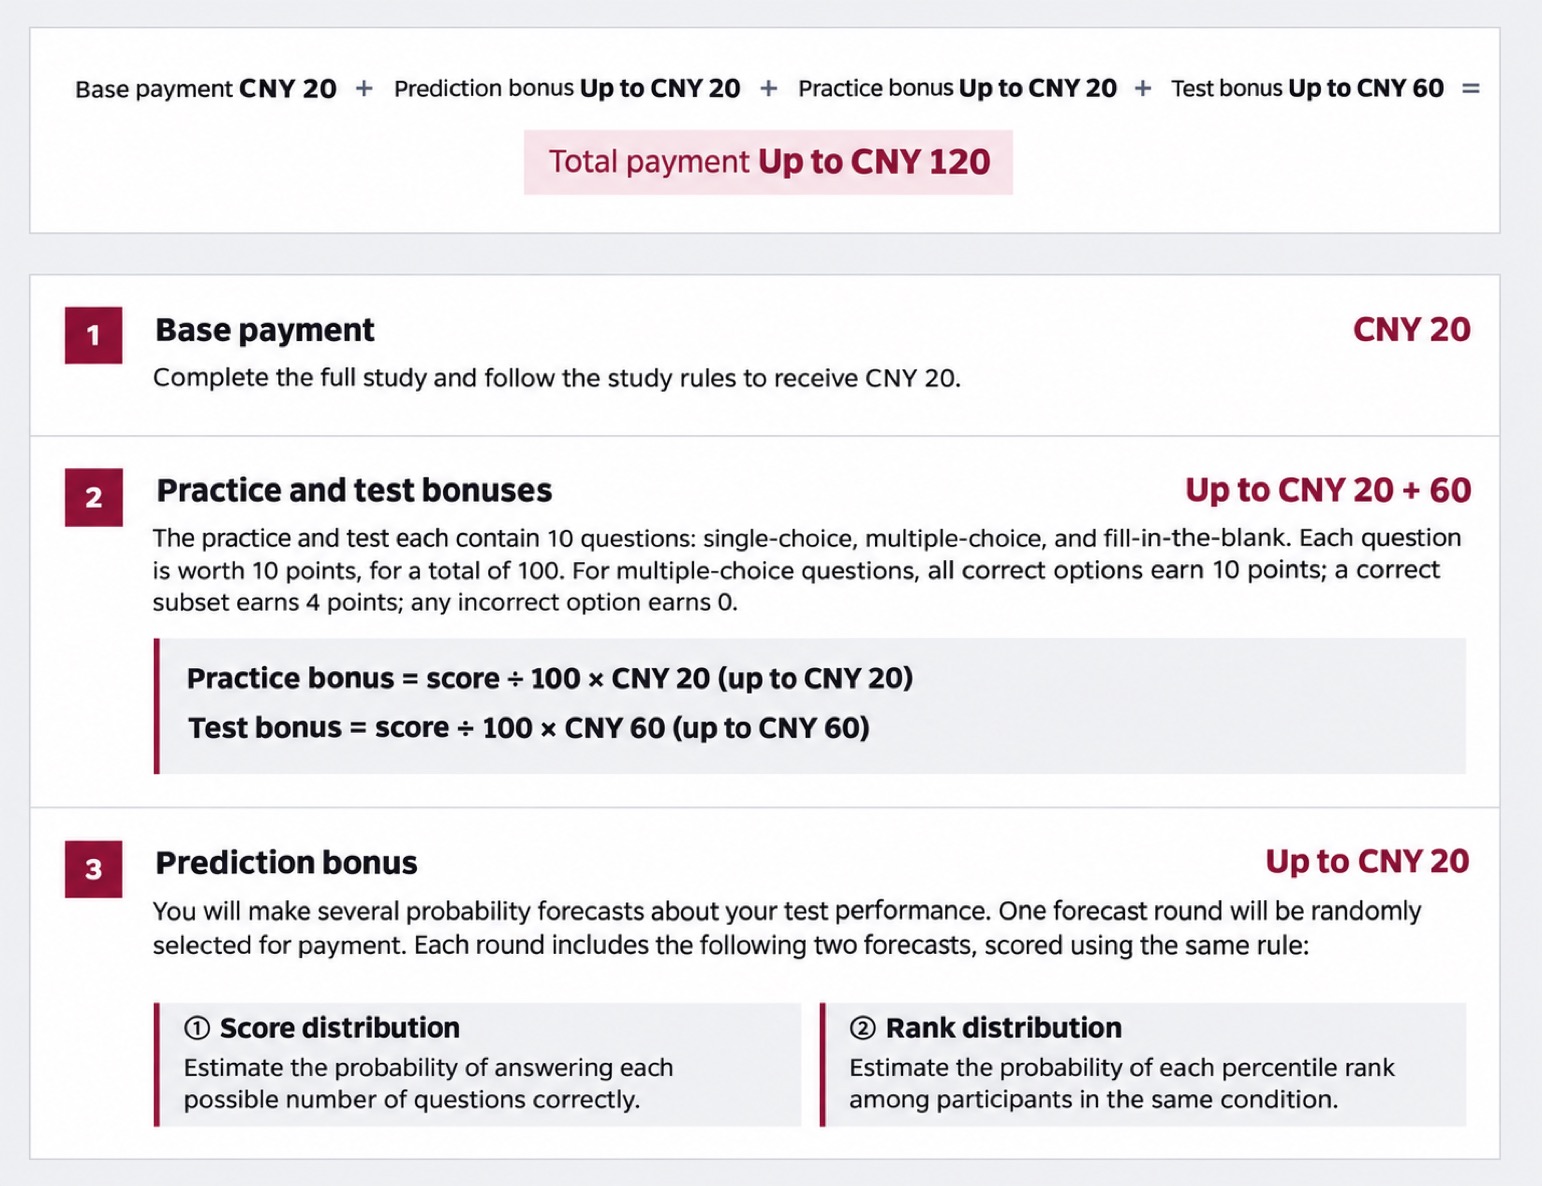 Base payment CNY 20 + Prediction bonus Up to CNY 20 + Practice bonus Up to CNY 20 + Test bonus Up to CNY 60 =
Total payment Up to CNY 120
1
Base payment
CNY 20
Complete the full study and follow the study rules to receive CNY 20.
2
Practice and test bonuses
Up to CNY 20 + 60
The practice and test each contain 10 questions: single-choice, multiple-choice, and fill-in-the-blank. Each question
is worth 10 points, for a total of 100. For multiple-choice questions, all correct options earn 10 points; a correct
subset earns 4 points; any incorrect option earns 0.
Practice bonus = score ÷ 100 × CNY 20 (up to CNY 20)
Test bonus = score ÷ 100 × CNY 60 (up to CNY 60)
3
Prediction bonus
Up to CNY 20
You will make several probability forecasts about your test performance. One forecast round will be randomly
selected for payment. Each round includes the following two forecasts, scored using the same rule:
① Score distribution
Estimate the probability of answering each
possible number of questions correctly.
② Rank distribution
Estimate the probability of each percentile rank
among participants in the same condition.